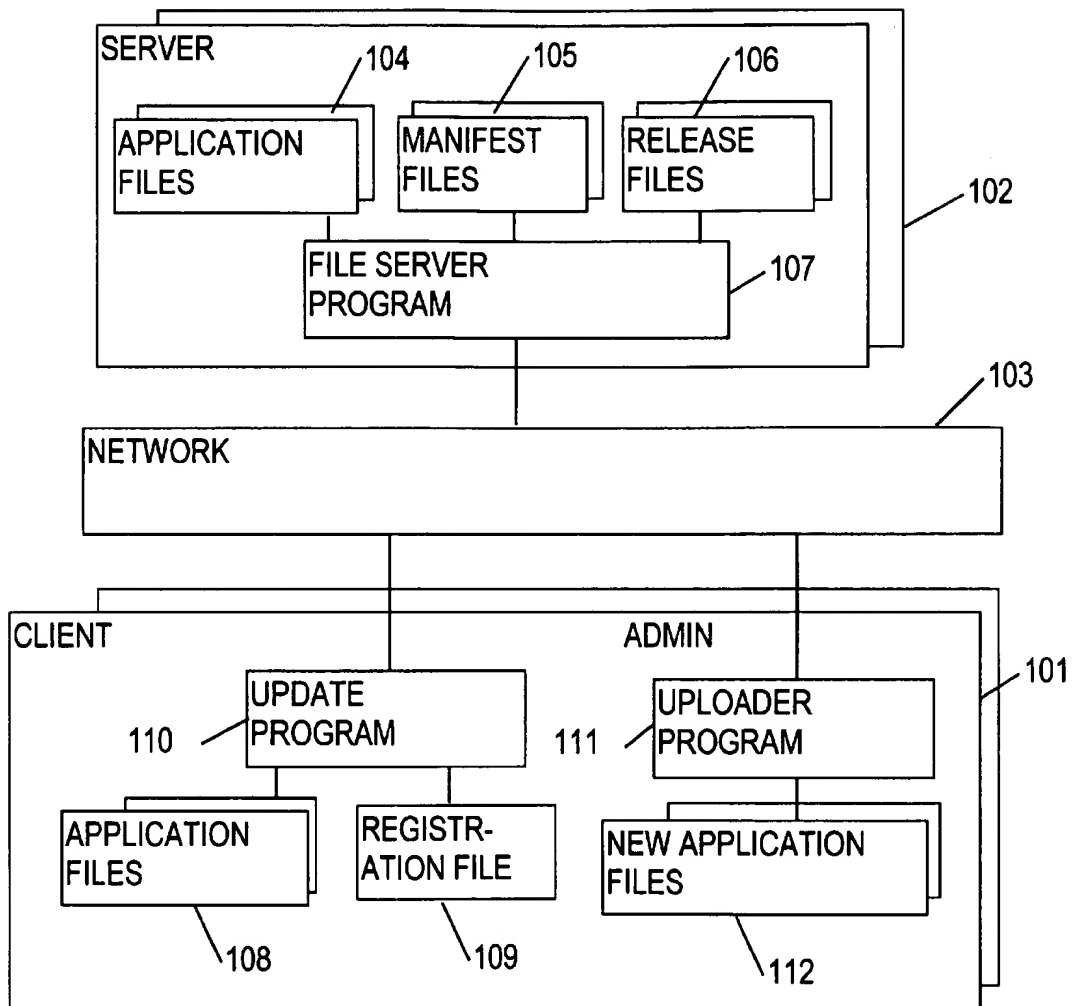 SERVER
104
105
106
APPLICATION
FILES
MANIFEST
FILES
RELEASE
FILES
102
FILE SERVER
PROGRAM
107
103
NETWORK
CLIENT
ADMIN
101
UPDATE
PROGRAM
110
UPLOADER
PROGRAM
111
APPLICATION
FILES
REGISTR-
ATION FILE
NEW APPLICATION
FILES
108
109
112